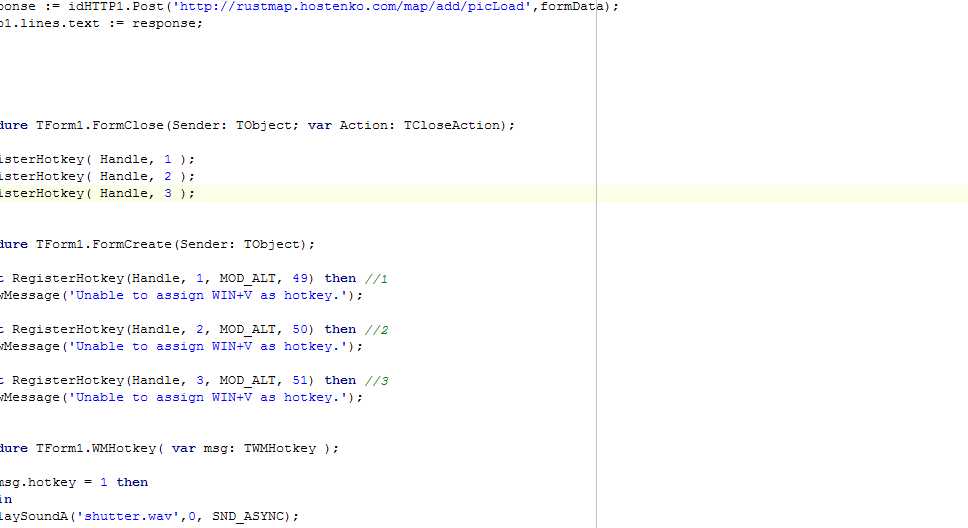 ponse := idHTTP1.Post('http://rustmap.hostenko.com/map/add/picLoad',formData);
o1.lines.text := response;
dure TForm1.FormClose(Sender: TObject; var Action: TCloseAction);
isterHotkey( Handle, 1 );
isterHotkey( Handle, 2 );
isterHotkey( Handle, 3 );
dure TForm1.FormCreate(Sender: TObject);
t RegisterHotkey(Handle, 1, MOD_ALT, 49) then //1
wMessage('Unable to assign WIN+V as hotkey.');
t RegisterHotkey(Handle, 2, MOD_ALT, 50) then //2
wMessage('Unable to assign WIN+V as hotkey.');
t RegisterHotkey(Handle, 3, MOD_ALT, 51) then //3
wMessage('Unable to assign WIN+V as hotkey.');
dure TForm1.WMHotkey( var msg: TWMHotkey );
msg.hotkey = 1 then
in
laySoundA('shutter.wav',0, SND_ASYNC);